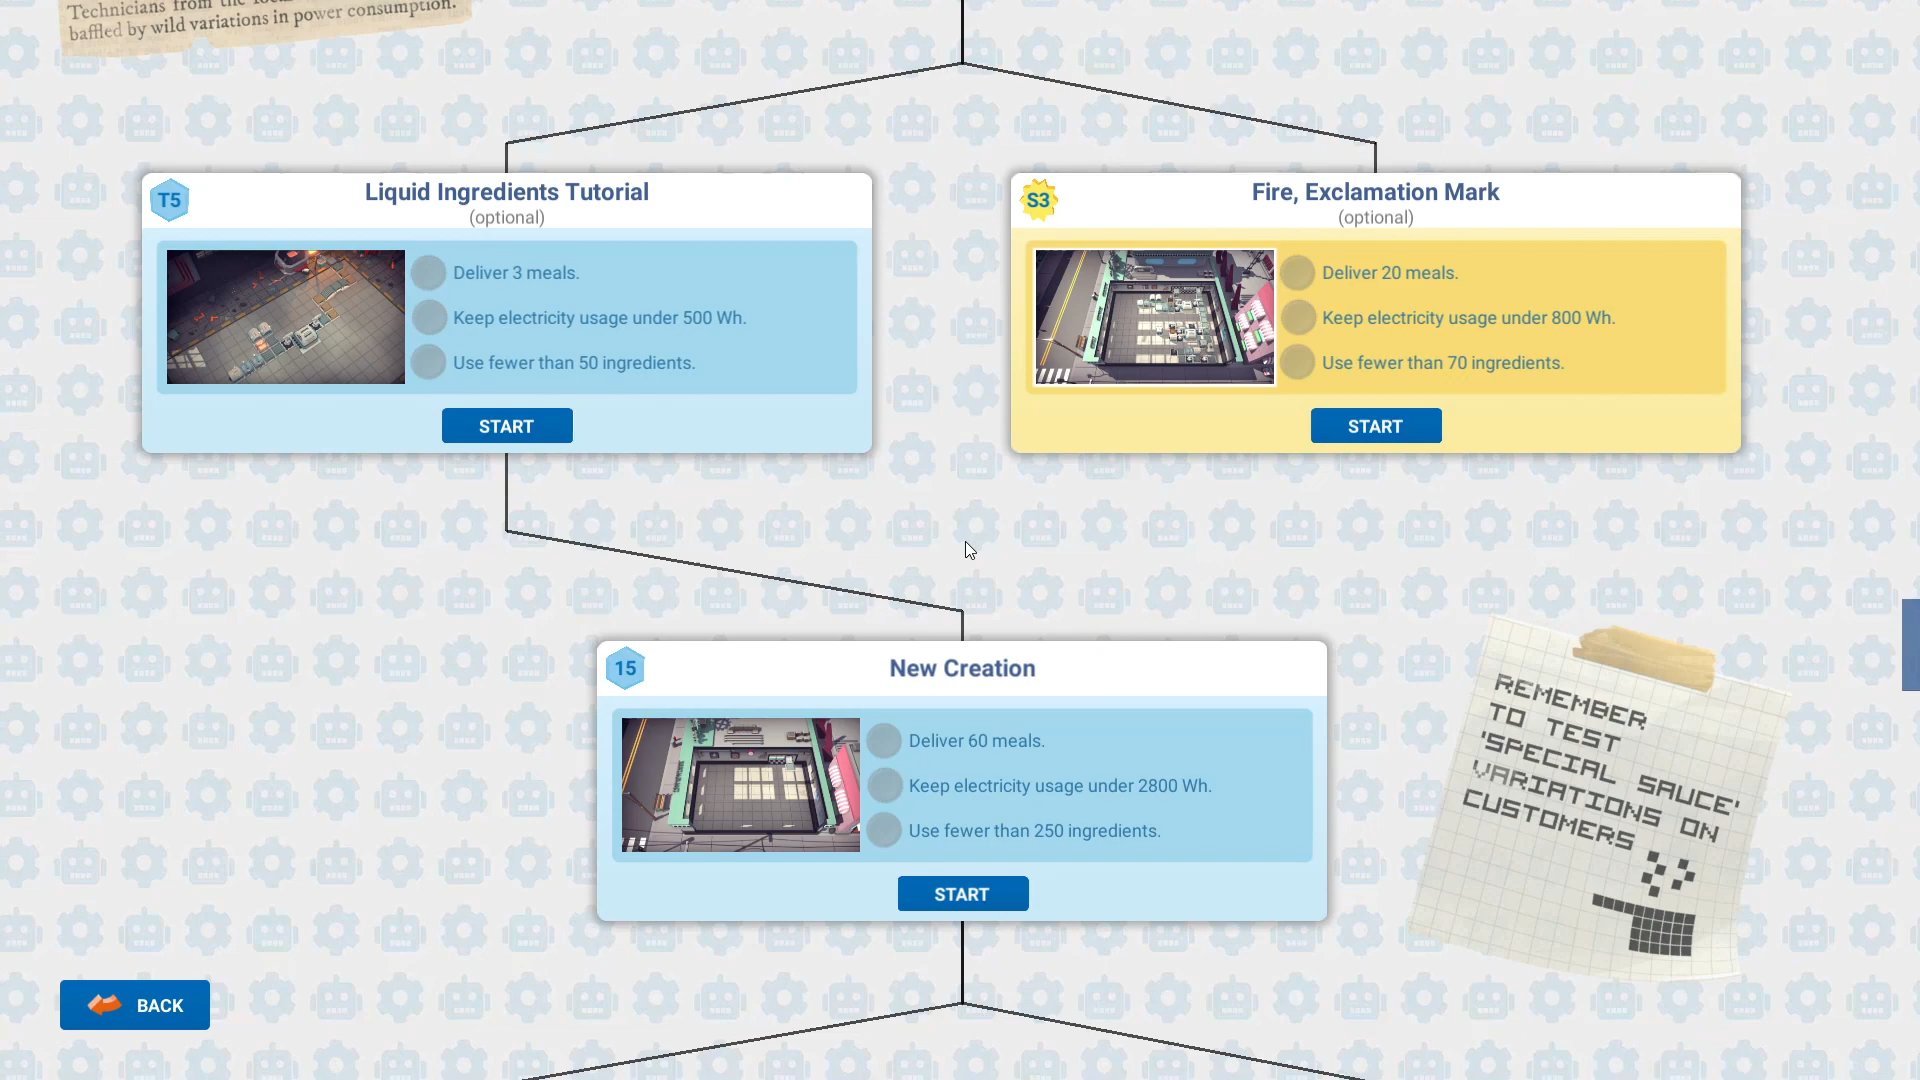 Technicians from the
baffled by wild variations in power consumption.
T5
Liquid Ingredients Tutorial
(optional)
Deliver 3 meals.
Keep electricity usage under 500 Wh.
Use fewer than 50 ingredients.
START
S3
Fire, Exclamation Mark
(optional)
Deliver 20 meals.
Keep electricity usage under 800 Wh.
Use fewer than 70 ingredients.
START
15
New Creation
Deliver 60 meals.
Keep electricity usage under 2800 Wh.
Use fewer than 250 ingredients.
START
REMEMBER
TO TEST
'SPECIAL SAUCE'
VARIATIONS ON
CUSTOMERS
BACK